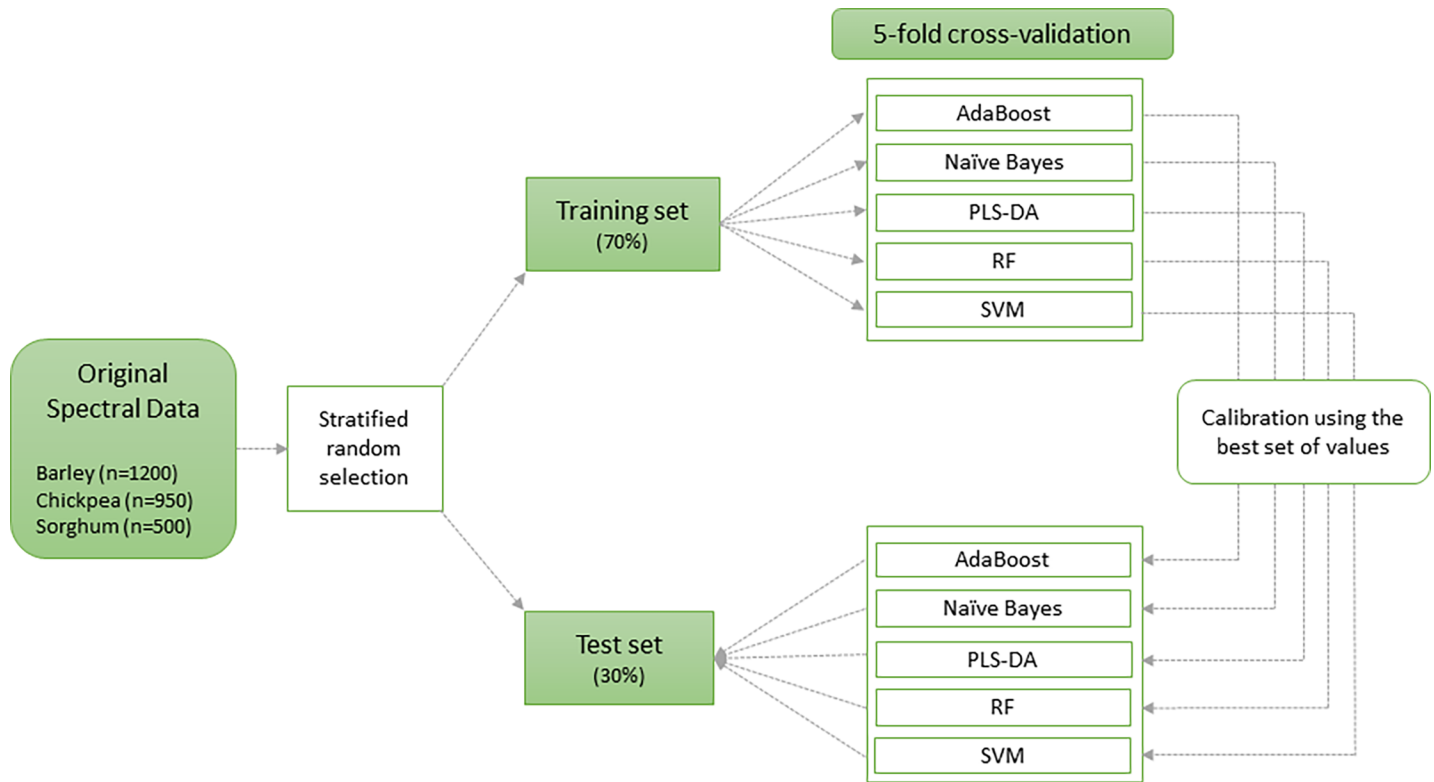 5-fold cross-validation
AdaBoost
Naïve Bayes
PLS-DA
RF
SVM
Training set
(70%)
Original
Spectral Data
Barley (n=1200)
Chickpea (n=950)
Sorghum (n=500)
Stratified
random
selection
Calibration using the
best set of values
Test set
(30%)
AdaBoost
Naïve Bayes
PLS-DA
RF
SVM